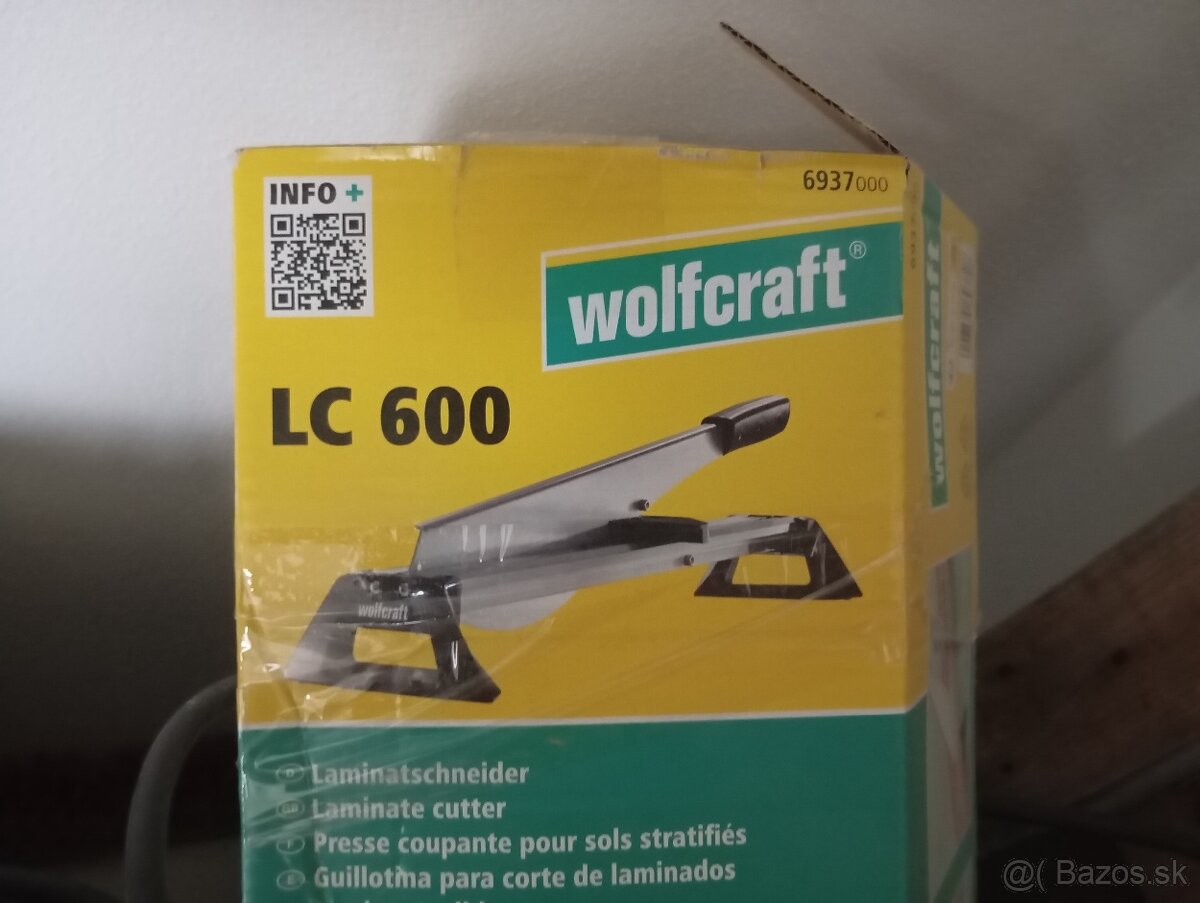 INFO +
6937000
wolfcraft®
LC 600
wolfcraft
wolfcraft
D Laminatschneider
GB Laminate cutter
F Presse coupante pour sols stratifiés
E Guillotina para corte de laminados
@( Bazos.sk